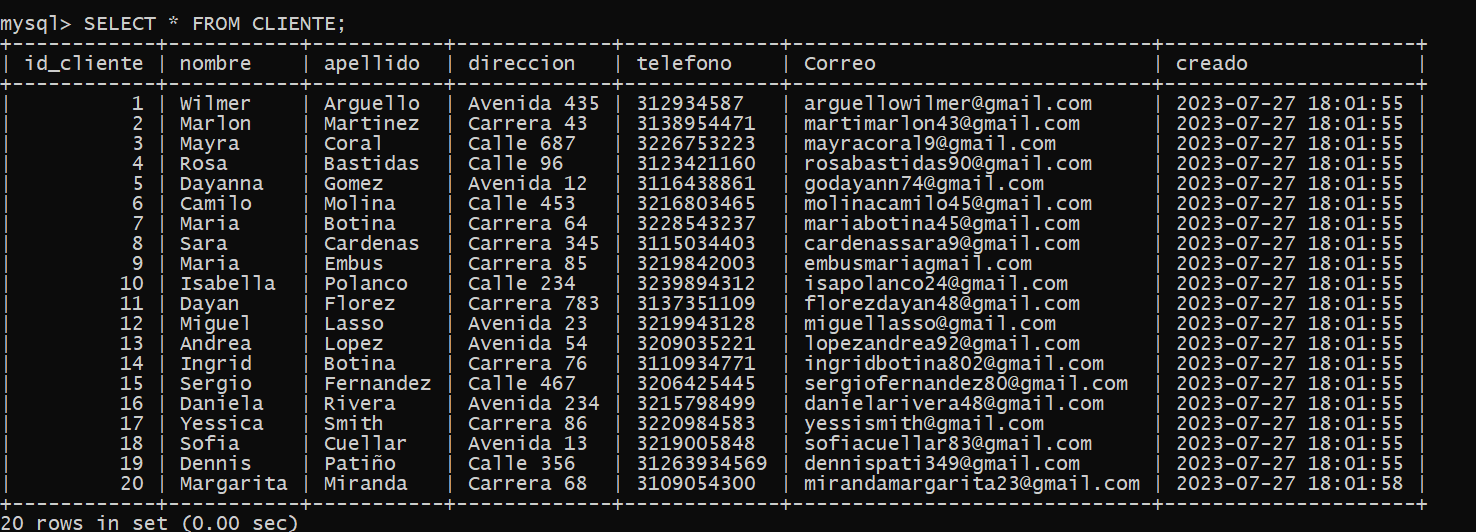 mysql> SELECT * FROM CLIENTE;
+------------+-----------+-----------+-------------+-------------+------------------------------+---------------------+
| id_cliente | nombre    | apellido  | direccion   | telefono    | Correo                       | creado              |
+------------+-----------+-----------+-------------+-------------+------------------------------+---------------------+
|          1 | Wilmer    | Arguello  | Avenida 435 | 312934587   | arguellowilmer@gmail.com     | 2023-07-27 18:01:55 |
|          2 | Marlon    | Martinez  | Carrera 43  | 3138954471  | martimarlon43@gmail.com      | 2023-07-27 18:01:55 |
|          3 | Mayra     | Coral     | Calle 687   | 3226753223  | mayracoral9@gmail.com        | 2023-07-27 18:01:55 |
|          4 | Rosa      | Bastidas  | Calle 96    | 3123421160  | rosabastidas90@gmail.com     | 2023-07-27 18:01:55 |
|          5 | Dayanna   | Gomez     | Avenida 12  | 3116438861  | godayann74@gmail.com         | 2023-07-27 18:01:55 |
|          6 | Camilo    | Molina    | Calle 453   | 3216803465  | molinacamilo45@gmail.com     | 2023-07-27 18:01:55 |
|          7 | Maria     | Botina    | Carrera 64  | 3228543237  | mariabotina45@gmail.com      | 2023-07-27 18:01:55 |
|          8 | Sara      | Cardenas  | Carrera 345 | 3115034403  | cardenassara9@gmail.com      | 2023-07-27 18:01:55 |
|          9 | Maria     | Embus     | Carrera 85  | 3219842003  | embusmariagmail.com          | 2023-07-27 18:01:55 |
|         10 | Isabella  | Polanco   | Calle 234   | 3239894312  | isapolanco24@gmail.com       | 2023-07-27 18:01:55 |
|         11 | Dayan     | Florez    | Carrera 783 | 3137351109  | florezdayan48@gmail.com      | 2023-07-27 18:01:55 |
|         12 | Miguel    | Lasso     | Avenida 23  | 3219943128  | miguellasso@gmail.com        | 2023-07-27 18:01:55 |
|         13 | Andrea    | Lopez     | Avenida 54  | 3209035221  | lopezandrea92@gmail.com      | 2023-07-27 18:01:55 |
|         14 | Ingrid    | Botina    | Carrera 76  | 3110934771  | ingridbotina802@gmail.com    | 2023-07-27 18:01:55 |
|         15 | Sergio    | Fernandez | Calle 467   | 3206425445  | sergiofernandez80@gmail.com  | 2023-07-27 18:01:55 |
|         16 | Daniela   | Rivera    | Avenida 234 | 3215798499  | danielarivera48@gmail.com    | 2023-07-27 18:01:55 |
|         17 | Yessica   | Smith     | Carrera 86  | 3220984583  | yessismith@gmail.com         | 2023-07-27 18:01:55 |
|         18 | Sofia     | Cuellar   | Avenida 13  | 3219005848  | sofiacuellar83@gmail.com     | 2023-07-27 18:01:55 |
|         19 | Dennis    | Patiño    | Calle 356   | 31263934569 | dennispati349@gmail.com      | 2023-07-27 18:01:55 |
|         20 | Margarita | Miranda   | Carrera 68  | 3109054300  | mirandamargarita23@gmail.com | 2023-07-27 18:01:58 |
+------------+-----------+-----------+-------------+-------------+------------------------------+---------------------+
20 rows in set (0.00 sec)